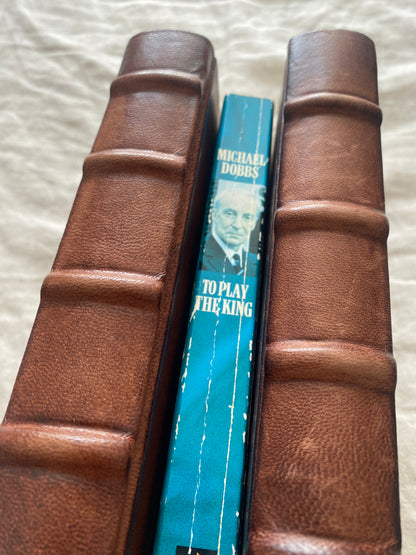 MICHAEL
DOBBS
TO PLAY
THE KING